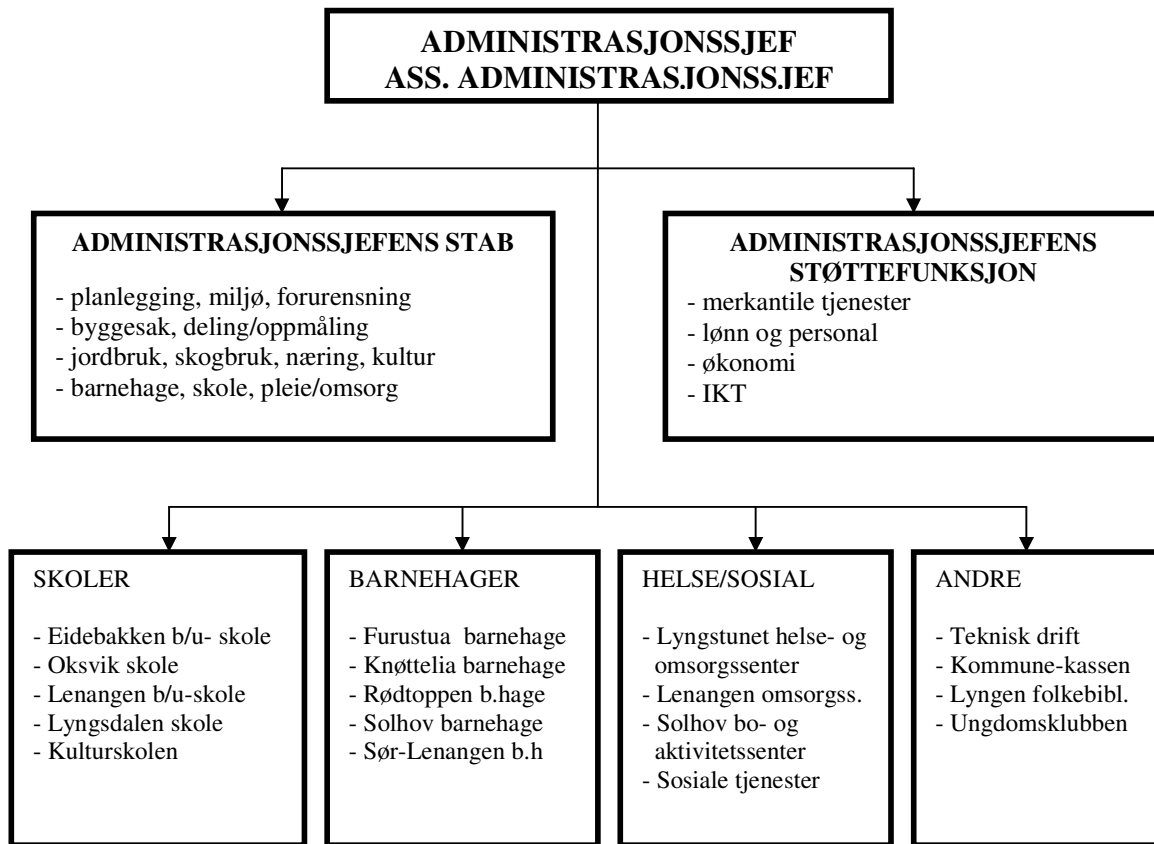 ADMINISTRASJONSSJEF
ASS. ADMINISTRASJONSSJEF
ADMINISTRASJONSSJEFENS STAB
- planlegging, miljø, forurensning
- byggesak, deling/oppmåling
- jordbruk, skogbruk, næring, kultur
- barnehage, skole, pleie/omsorg
ADMINISTRASJONSSJEFENS
STØTTEFUNKSJON
- merkantile tjenester
- lønn og personal
- økonomi
- IKT
SKOLER
- Eidebakken b/u- skole
- Oksvik skole
- Lenangen b/u-skole
- Lyngsdalen skole
- Kulturskolen
BARNEHAGER
- Furustua barnehage
- Knøttelia barnehage
- Rødtoppen b.hage
- Solhov barnehage
- Sør-Lenangen b.h
HELSE/SOSIAL
- Lyngstunet helse- og
omsorgssenter
- Lenangen omsorgss.
- Solhov bo- og
aktivitetssenter
- Sosiale tjenester
ANDRE
- Teknisk drift
- Kommune-kassen
- Lyngen folkebibl.
- Ungdomsklubben